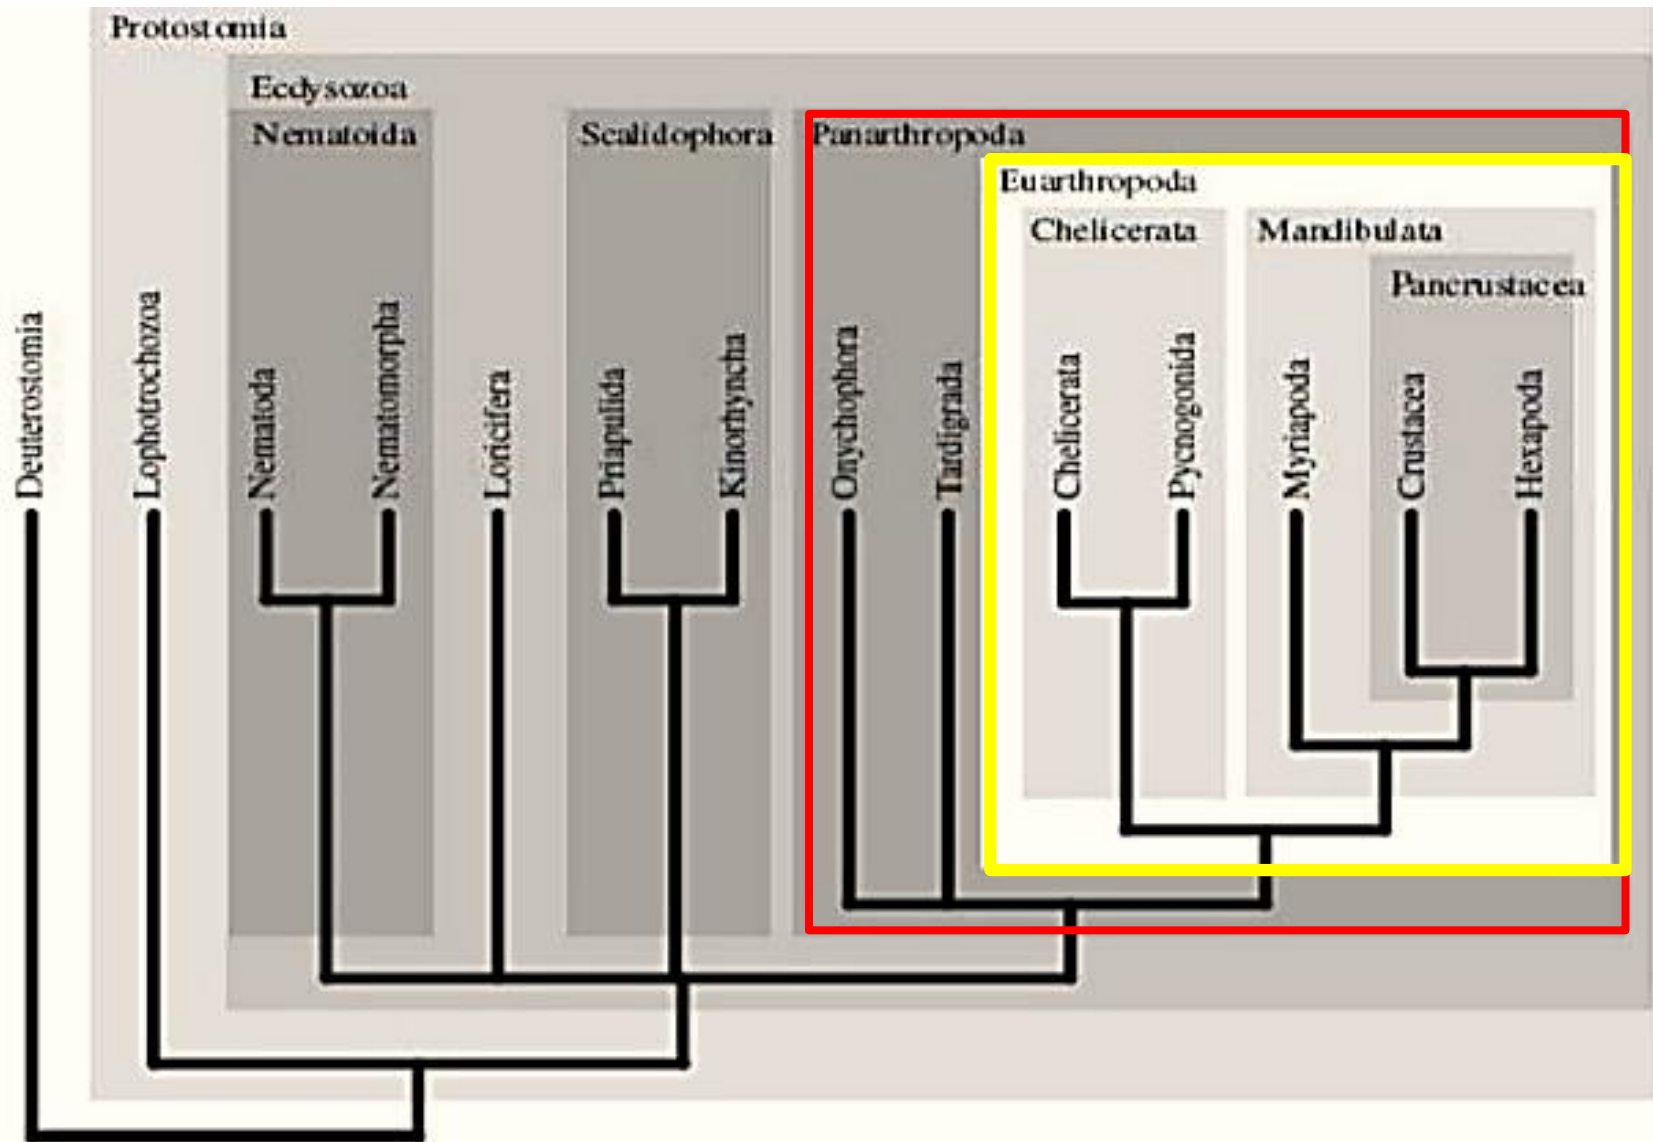 Protostomia
Ecdysozoa
Nematoida
Scalidophora
Panarthropoda
Euarthropoda
Chelicerata
Mandibulata
Pancrustacea
Deuterostomia
Lophotrochozoa
Nematoda
Nematomorpha
Loricifera
Priapulida
Kinorhyncha
Onychophora
Tardigrada
Chelicerata
Pycnogonida
Myriapoda
Crustacea
Hexapoda